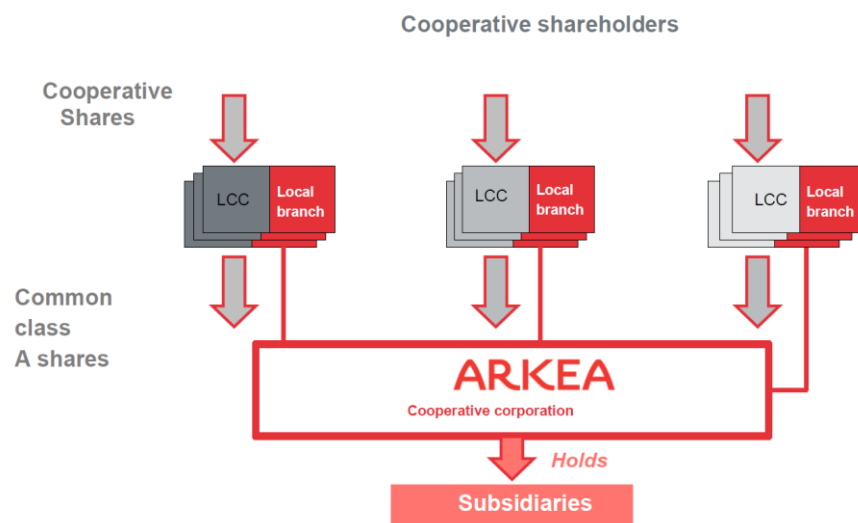 Cooperative shareholders
Cooperative
Shares
LCC
Local
branch
LCC
Local
branch
LCC
Local
branch
Common
class
A shares
ARKEA
Cooperative corporation
Holds
Subsidiaries